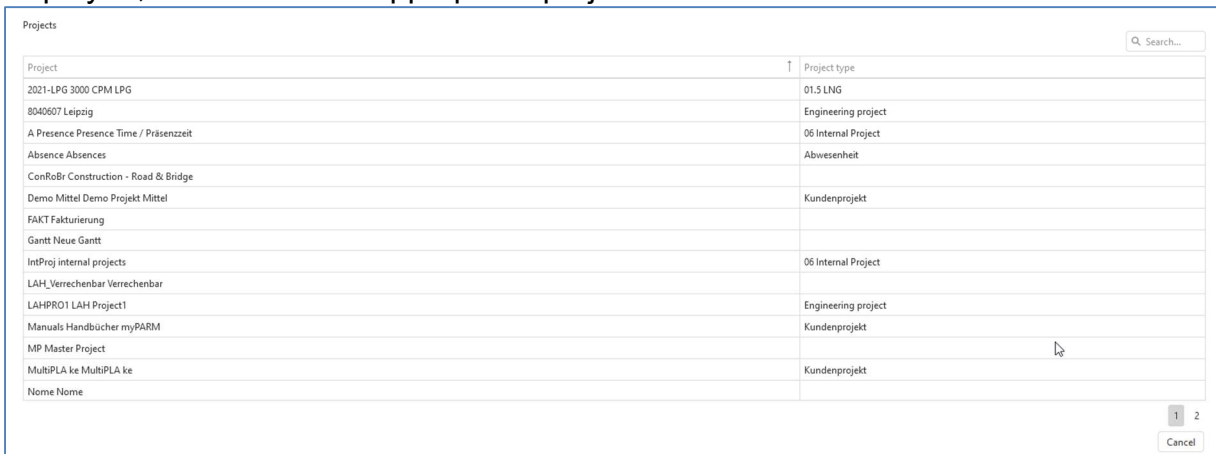 Projects
Search...
Project Project type
2021-LPG 3000 CPM LPG 01.5 LNG
8040607 Leipzig Engineering project
A Presence Presence Time / Präsenzzeit 06 Internal Project
Absence Absences Abwesenheit
ConRoBr Construction - Road & Bridge
Demo Mittel Demo Projekt Mittel Kundenprojekt
FAKT Fakturierung
Gantt Neue Gantt
IntProj internal projects 06 Internal Project
LAH_Verrechenbar Verrechenbar
LAHPRO1 LAH Project1 Engineering project
Manuals Handbücher myPARM Kundenprojekt
MP Master Project
MultiPLA ke MultiPLA ke Kundenprojekt
Nome Nome
1 2
Cancel